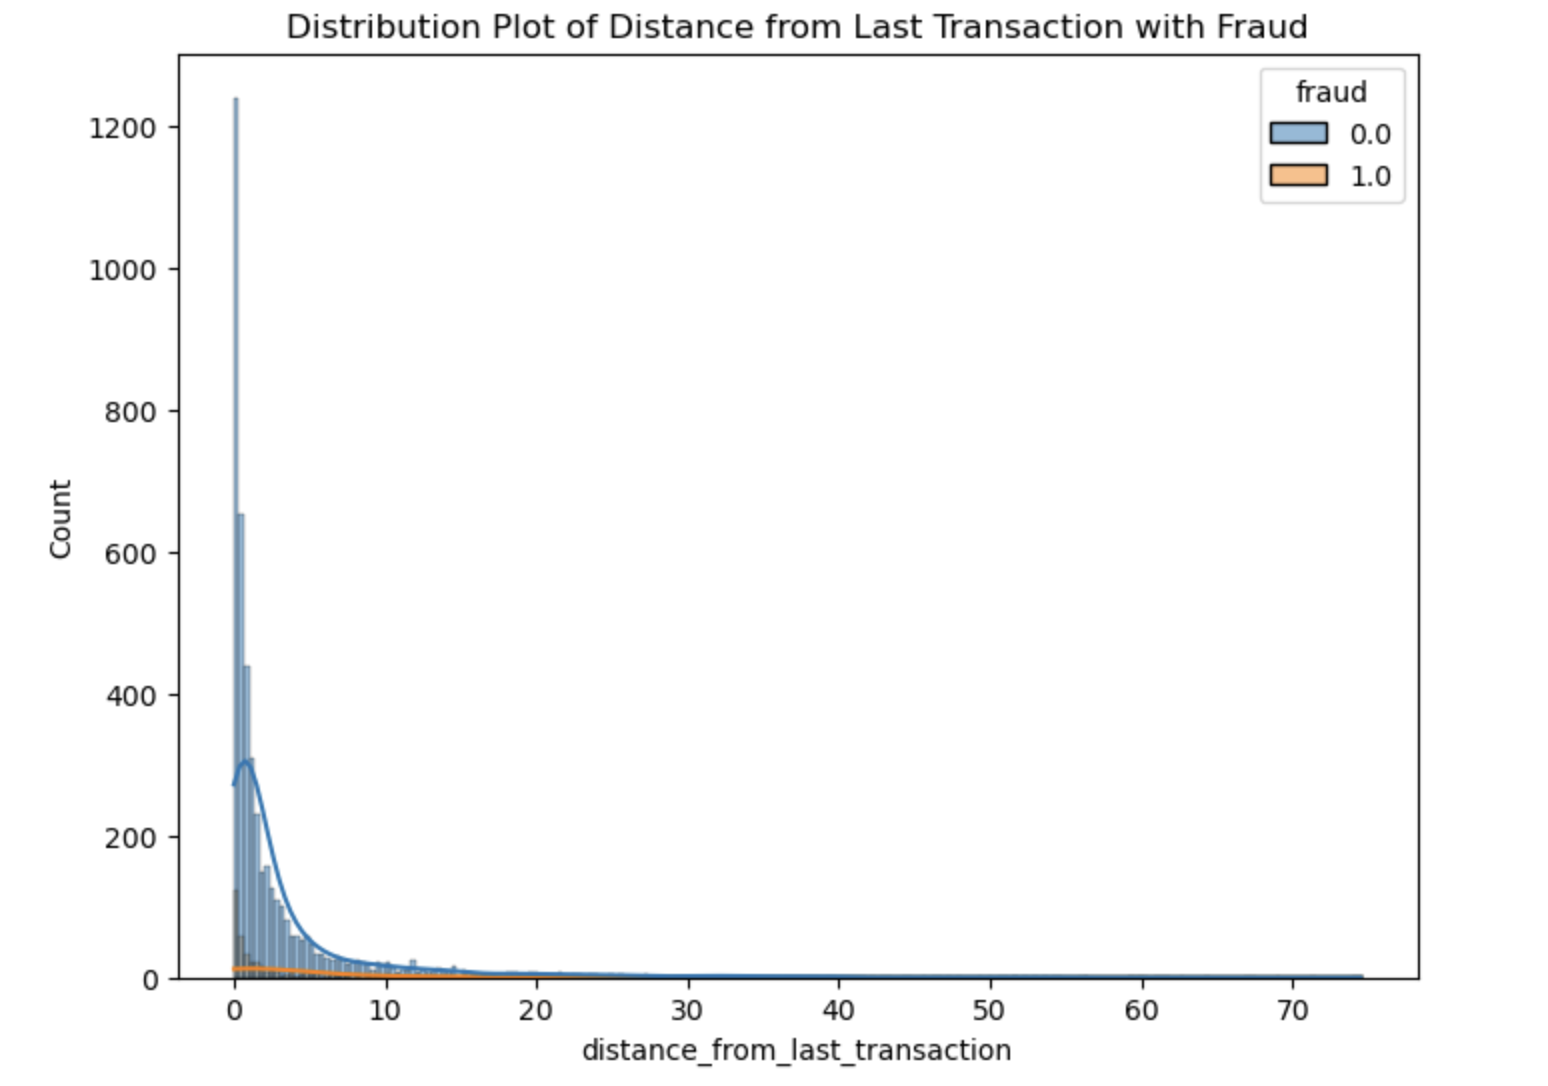 Distribution Plot of Distance from Last Transaction with Fraud
fraud
0.0
1.0
1200
1000
800
600
400
200
0
Count
0 10 20 30 40 50 60 70
distance_from_last_transaction